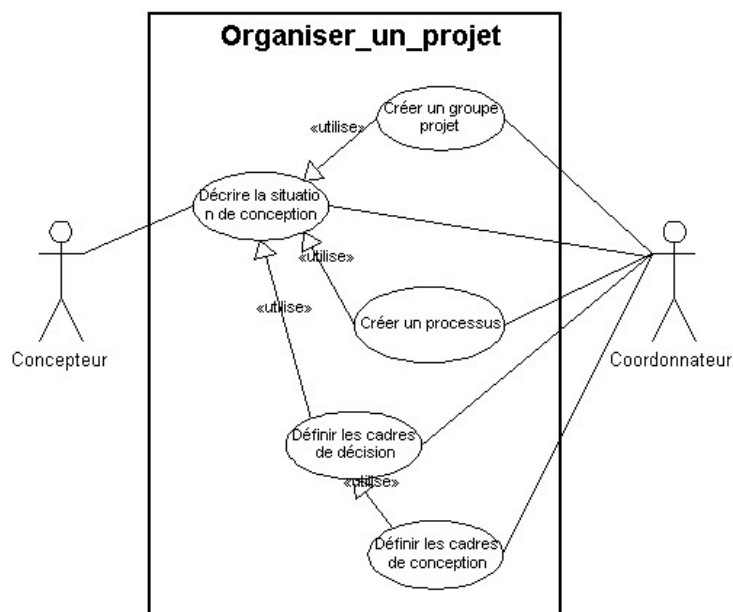 Organiser_un_projet
Créer un groupe
projet
«utilise»
Décrire la situatio
n de conception
«utilise»
«utilise»
Créer un processus
Concepteur
Coordonnateur
Définir les cadres
de décision
«utilise»
Définir les cadres
de conception